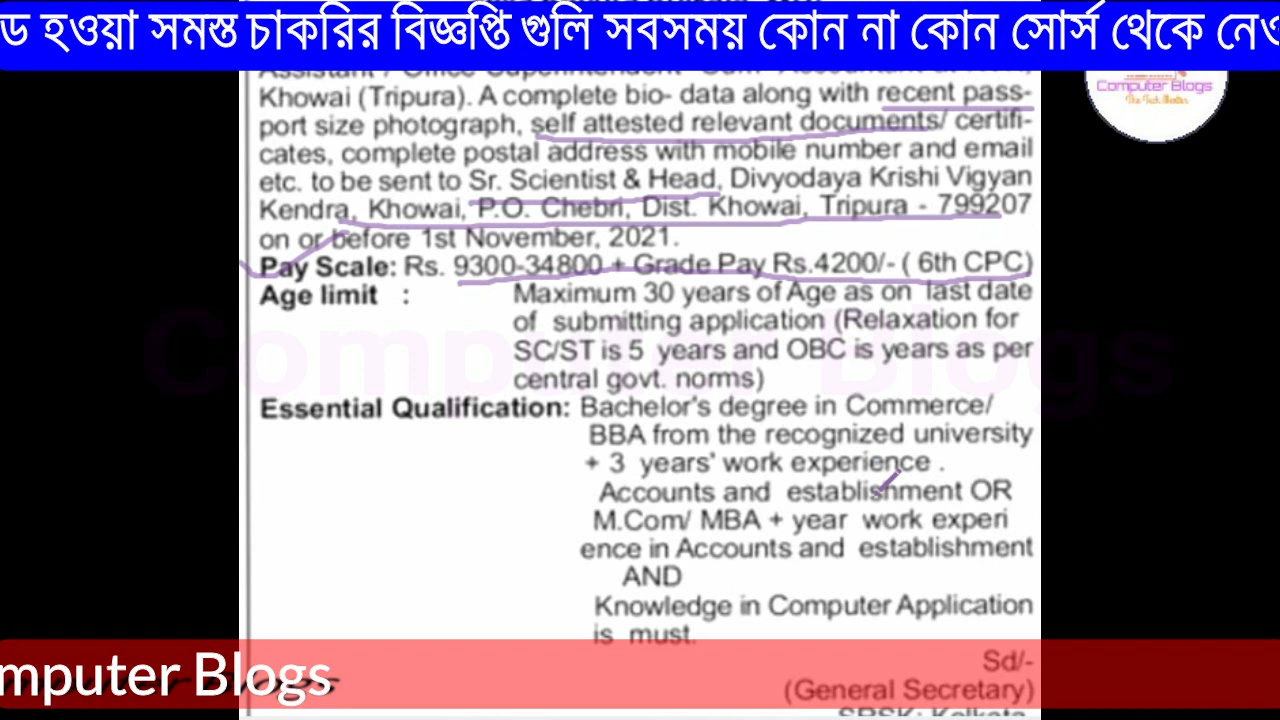 ড হওয়া সমস্ত চাকরির বিজ্ঞপ্তি গুলি সবসময় কোন না কোন সোর্স থেকে নেও
Computer Blogs
The Tech Matter
Khowai (Tripura). A complete bio- data along with recent pass-
port size photograph, self attested relevant documents/ certifi-
cates, complete postal address with mobile number and email
etc. to be sent to Sr. Scientist & Head, Divyodaya Krishi Vigyan
Kendra, Khowai, P.O. Chebri, Dist. Khowai, Tripura - 799207
on or before 1st November, 2021.
Pay Scale: Rs. 9300-34800 + Grade Pay Rs.4200/- ( 6th CPC)
Age limit : Maximum 30 years of Age as on last date
of submitting application (Relaxation for
SC/ST is 5 years and OBC is years as per
central govt. norms)
Essential Qualification: Bachelor's degree in Commerce/
BBA from the recognized university
+ 3 years' work experience .
Accounts and establishment OR
M.Com/ MBA + year work experi
ence in Accounts and establishment
AND
Knowledge in Computer Application
is must.
Sd/-
(General Secretary)
mputer Blogs